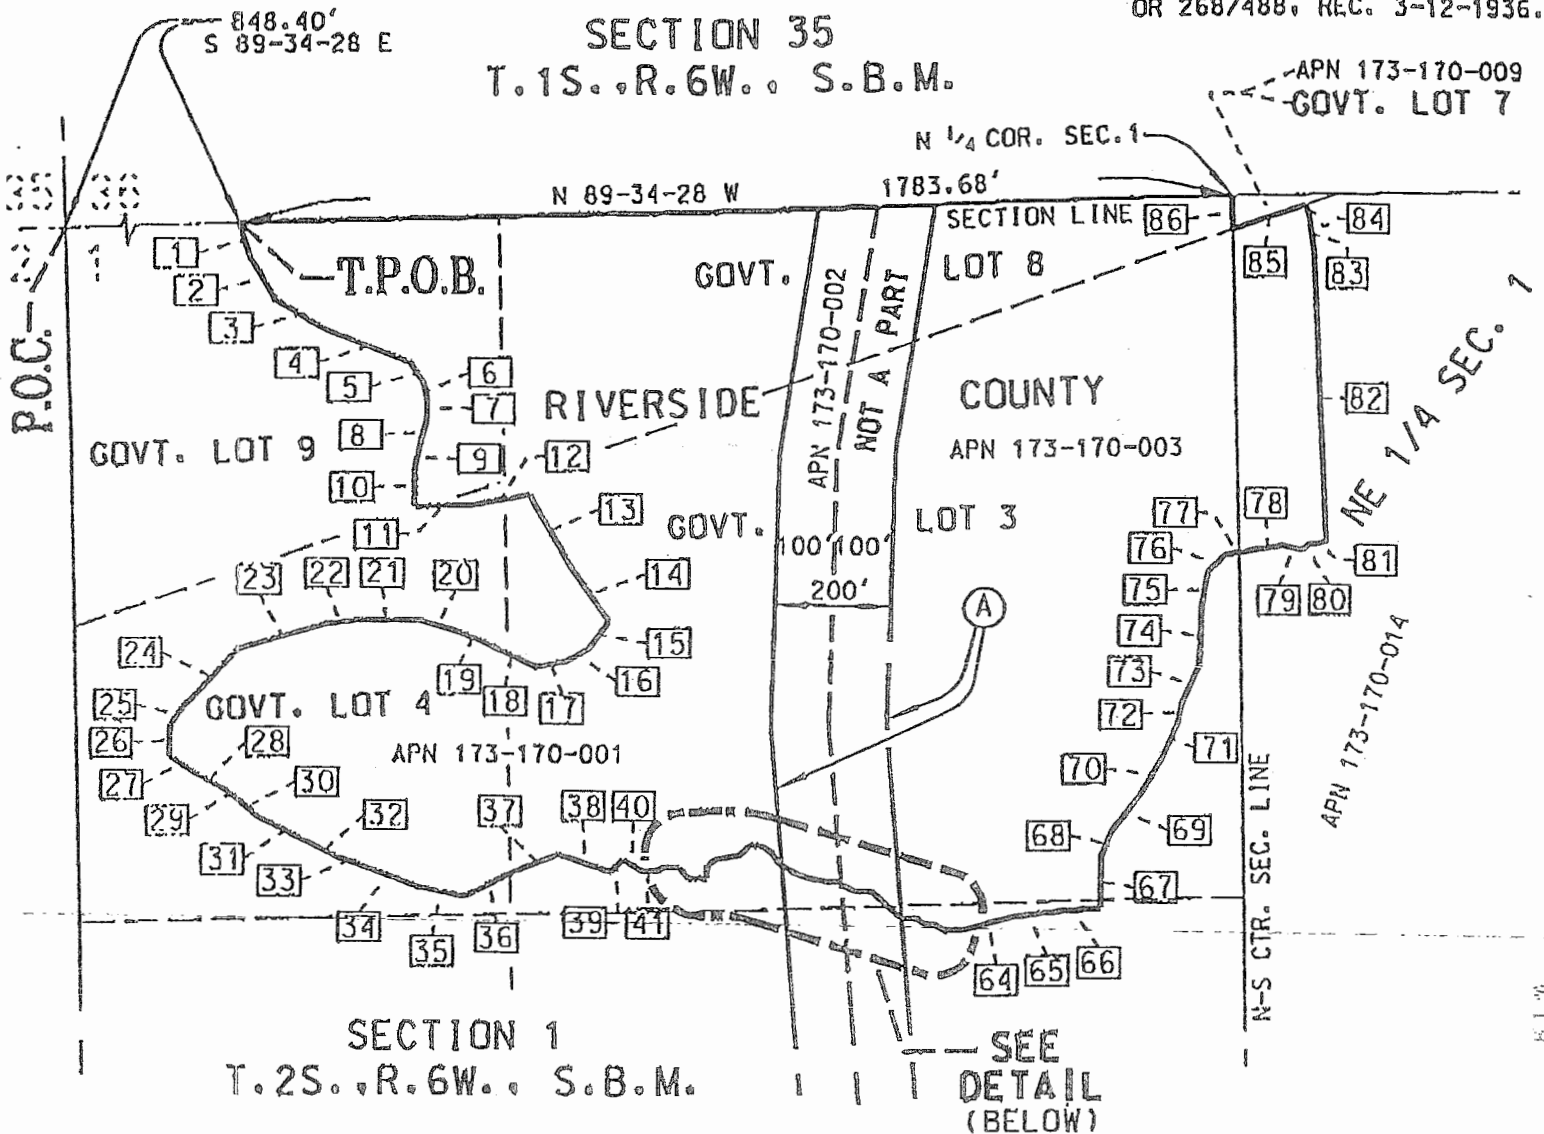 848.40'
S 89-34-28 E
SECTION 35
T.1S.,R.6W., S.B.M.
OR 268/488, REC. 3-12-1936.
APN 173-170-009
GOVT. LOT 7
N 1/4 COR. SEC.1
35
36
2
1
N 89-34-28 W
1783.68'
SECTION LINE
86
84
85
83
1
2
3
4
5
6
7
8
9
10
11
12
13
14
15
16
17
18
19
20
21
22
23
24
25
26
27
28
29
30
31
32
33
34
35
36
37
38
39
40
41
64
65
66
67
68
69
70
71
72
73
74
75
76
77
78
79
80
81
82
T.P.O.B.
P.O.C.
GOVT. LOT 8
APN 173-170-002
NOT A PART
RIVERSIDE COUNTY
GOVT. LOT 9
APN 173-170-003
NE 1/4 SEC. 1
GOVT. LOT 3
100' 100'
200'
A
GOVT. LOT 4
APN 173-170-001
APN 173-170-014
N-S CTR. SEC. LINE
SECTION 1
T.2S.,R.6W., S.B.M.
SEE
DETAIL
(BELOW)